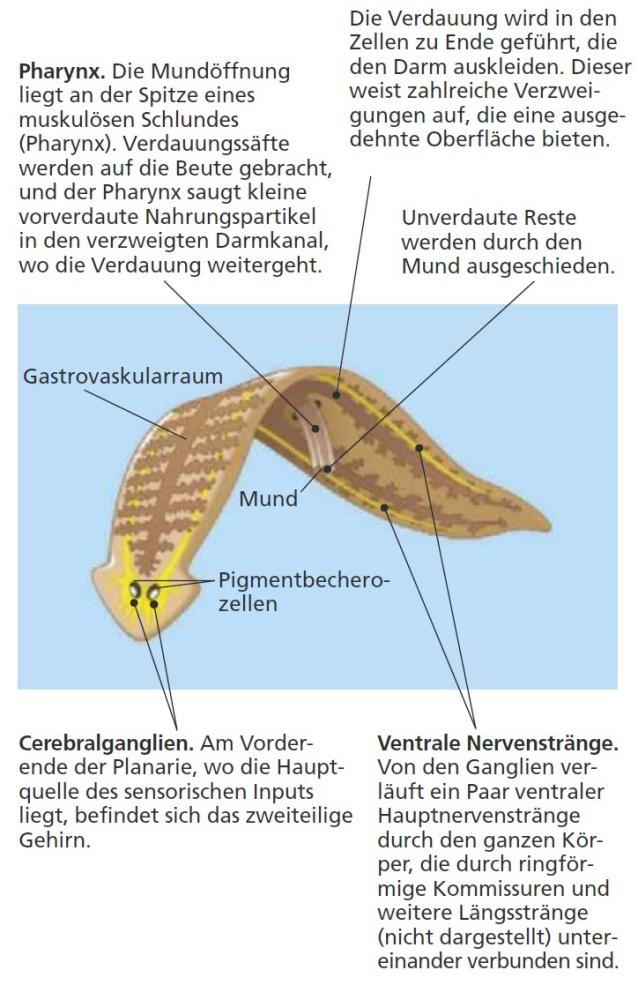 Die Verdauung wird in den
Zellen zu Ende geführt, die
den Darm auskleiden. Dieser
weist zahlreiche Verzwei-
gungen auf, die eine ausge-
dehnte Oberfläche bieten.
Pharynx. Die Mundöffnung
liegt an der Spitze eines
muskulösen Schlundes
(Pharynx). Verdauungssäfte
werden auf die Beute gebracht,
und der Pharynx saugt kleine
vorverdaute Nahrungspartikel
in den verzweigten Darmkanal,
wo die Verdauung weitergeht.
Unverdaute Reste
werden durch den
Mund ausgeschieden.
Gastrovaskularraum
Mund
Pigmentbechero-
zellen
Cerebralganglien. Am Vorder-
ende der Planarie, wo die Haupt-
quelle des sensorischen Inputs
liegt, befindet sich das zweiteilige
Gehirn.
Ventrale Nervenstränge.
Von den Ganglien ver-
läuft ein Paar ventraler
Hauptnervenstränge
durch den ganzen Kör-
per, die durch ringför-
mige Kommissuren und
weitere Längsstränge
(nicht dargestellt) unter-
einander verbunden sind.